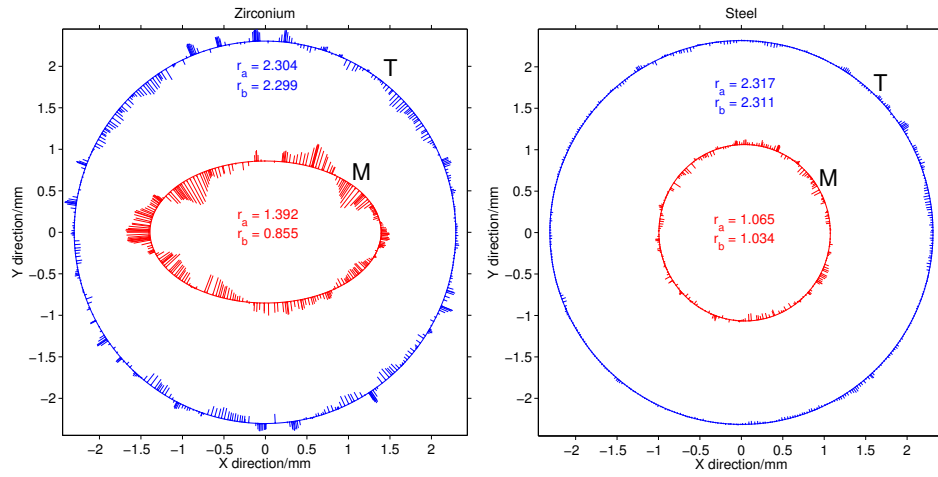 Zirconium
T
r_a = 2.304
r_b = 2.299
M
r_a = 1.392
r_b = 0.855
Y direction/mm
2
1.5
1
0.5
0
−0.5
−1
−1.5
−2
−2 −1.5 −1 −0.5 0 0.5 1 1.5 2
X direction/mm
Steel
T
r_a = 2.317
r_b = 2.311
M
r_a = 1.065
r_b = 1.034
Y direction/mm
2
1.5
1
0.5
0
−0.5
−1
−1.5
−2
−2 −1.5 −1 −0.5 0 0.5 1 1.5 2
X direction/mm